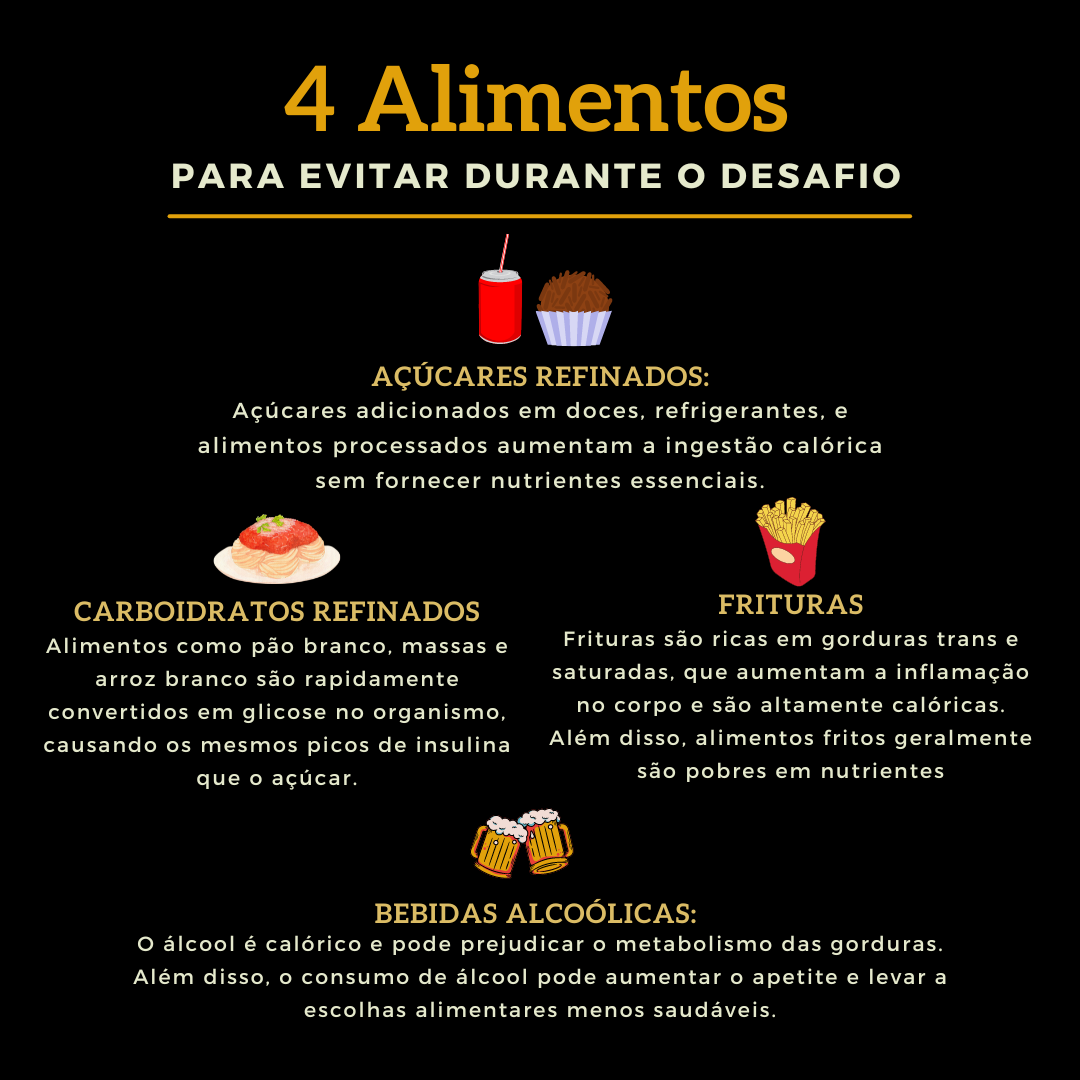 4 Alimentos
PARA EVITAR DURANTE O DESAFIO
AÇÚCARES REFINADOS:
Açúcares adicionados em doces, refrigerantes, e
alimentos processados aumentam a ingestão calórica
sem fornecer nutrientes essenciais.
CARBOIDRATOS REFINADOS
Alimentos como pão branco, massas e
arroz branco são rapidamente
convertidos em glicose no organismo,
causando os mesmos picos de insulina
que o açúcar.
FRITURAS
Frituras são ricas em gorduras trans e
saturadas, que aumentam a inflamação
no corpo e são altamente calóricas.
Além disso, alimentos fritos geralmente
são pobres em nutrientes
BEBIDAS ALCOÓLICAS:
O álcool é calórico e pode prejudicar o metabolismo das gorduras.
Além disso, o consumo de álcool pode aumentar o apetite e levar a
escolhas alimentares menos saudáveis.